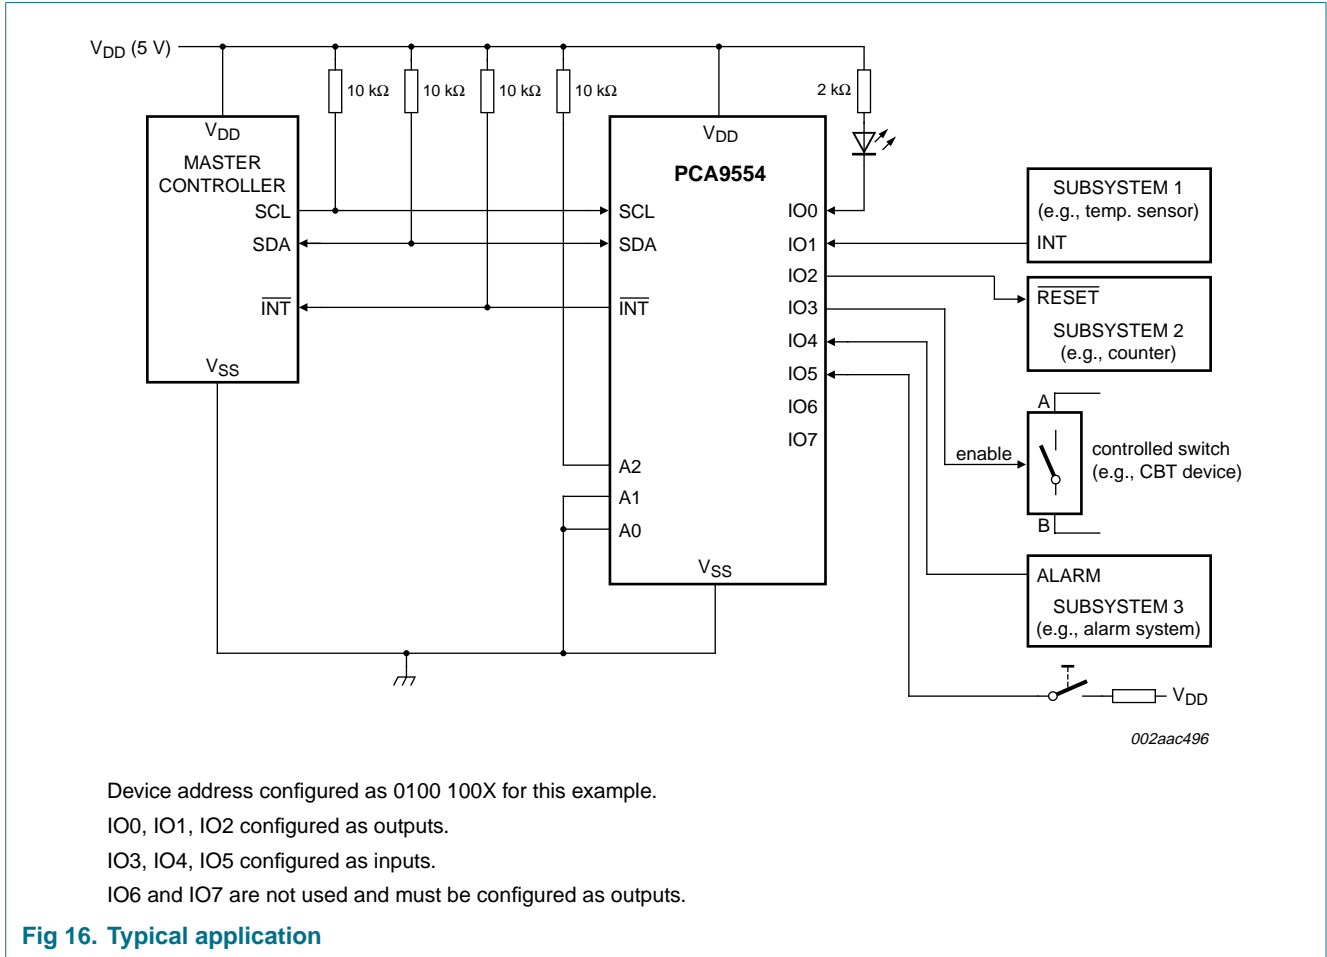 VDD (5 V)
10 kΩ
10 kΩ
10 kΩ
10 kΩ
2 kΩ
VDD
MASTER
CONTROLLER
SCL
SDA
INT
VSS
VDD
PCA9554
SCL
SDA
INT
A2
A1
A0
VSS
IO0
IO1
IO2
IO3
IO4
IO5
IO6
IO7
SUBSYSTEM 1
(e.g., temp. sensor)
INT
RESET
SUBSYSTEM 2
(e.g., counter)
A
enable
B
controlled switch
(e.g., CBT device)
ALARM
SUBSYSTEM 3
(e.g., alarm system)
VDD
002aac496
Device address configured as 0100 100X for this example.
IO0, IO1, IO2 configured as outputs.
IO3, IO4, IO5 configured as inputs.
IO6 and IO7 are not used and must be configured as outputs.
Fig 16. Typical application